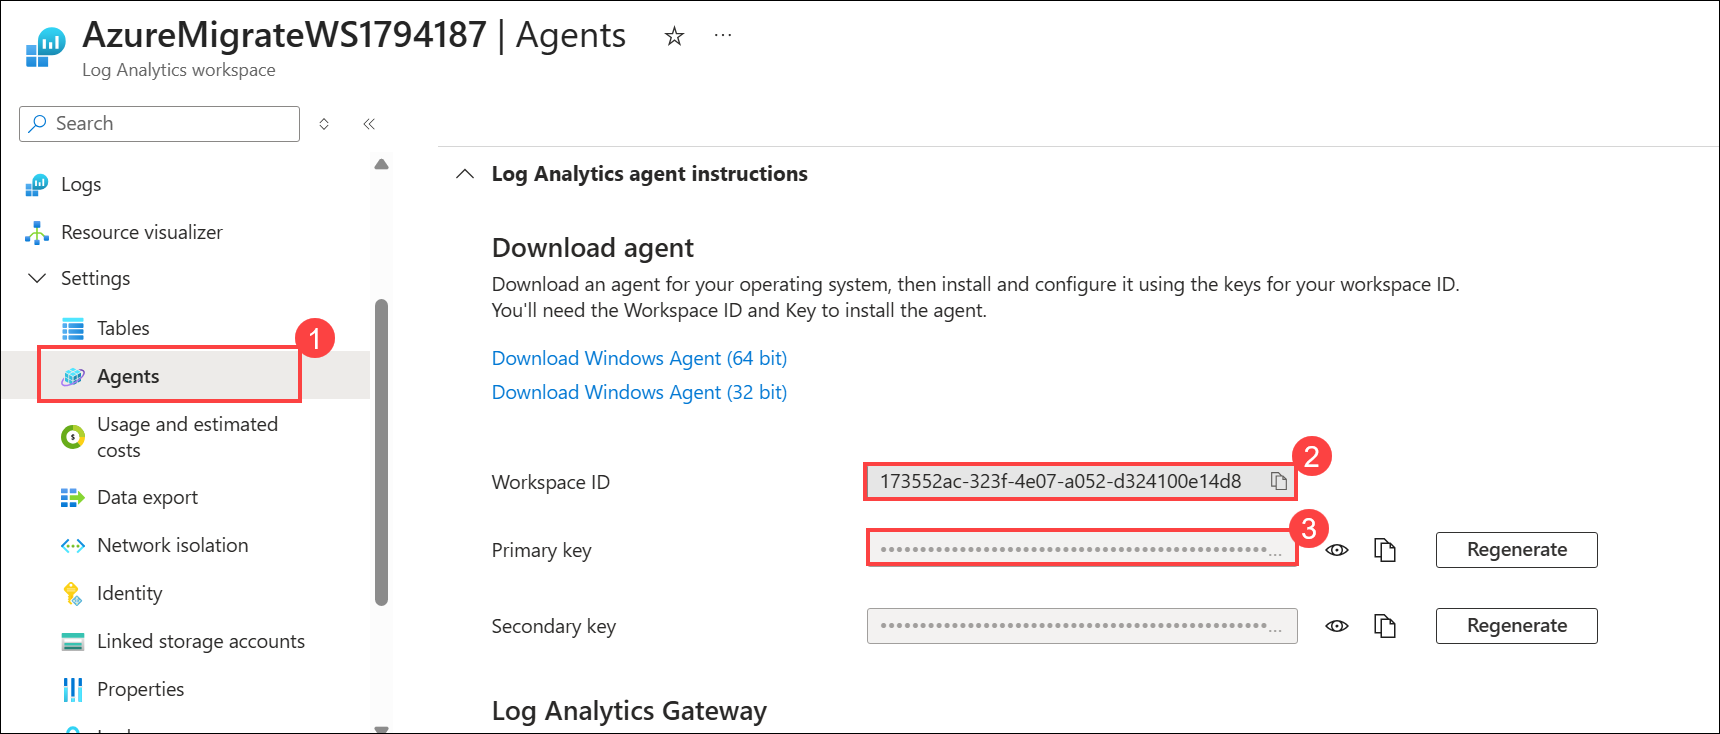 AzureMigrateWS1794187 | Agents
Log Analytics workspace
Search
Logs
Resource visualizer
Settings
Tables
1
Agents
Usage and estimated
costs
Data export
Network isolation
Identity
Linked storage accounts
Properties
Log Analytics agent instructions
Download agent
Download an agent for your operating system, then install and configure it using the keys for your workspace ID.
You'll need the Workspace ID and Key to install the agent.
Download Windows Agent (64 bit)
Download Windows Agent (32 bit)
2
Workspace ID 173552ac-323f-4e07-a052-d324100e14d8
3
Primary key Regenerate
Secondary key Regenerate
Log Analytics Gateway